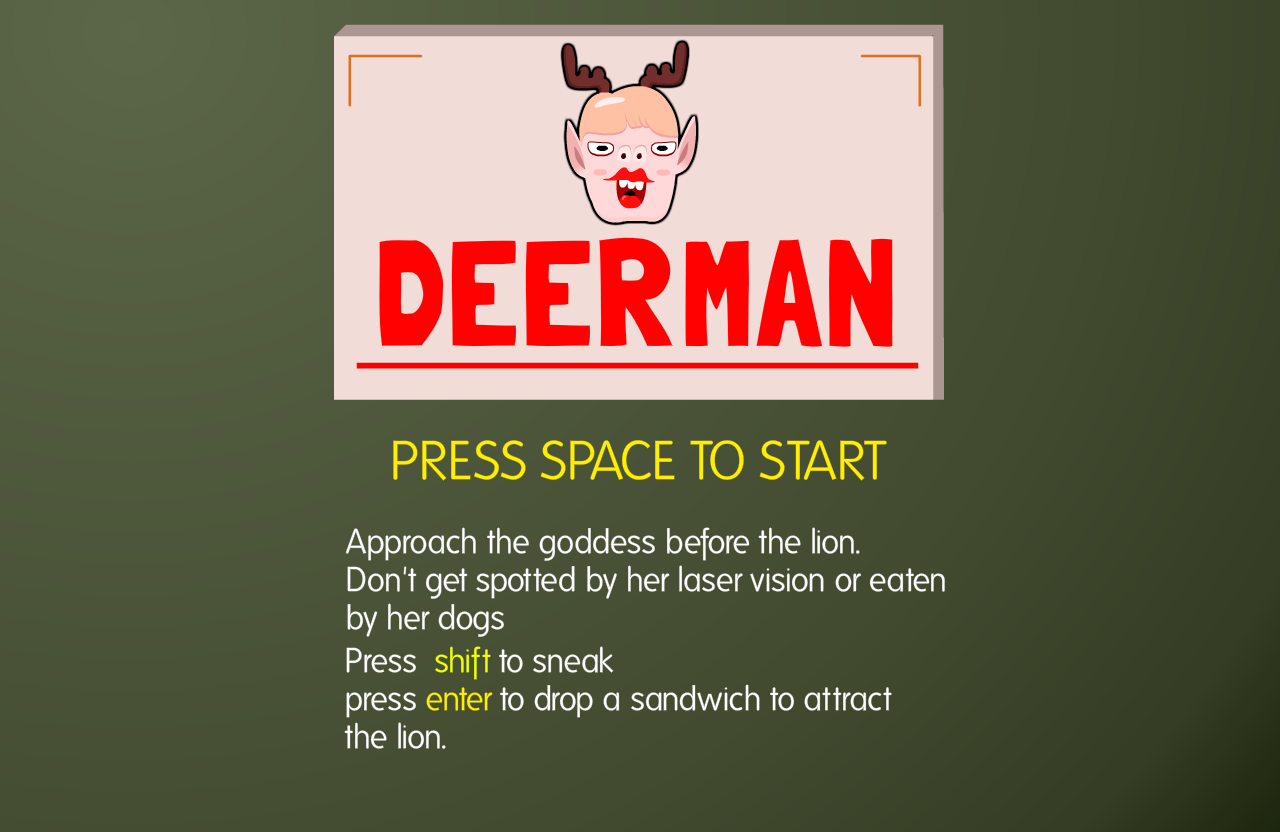 DEERMAN
PRESS SPACE TO START
Approach the goddess before the lion.
Don't get spotted by her laser vision or eaten
by her dogs
Press shift to sneak
press enter to drop a sandwich to attract
the lion.